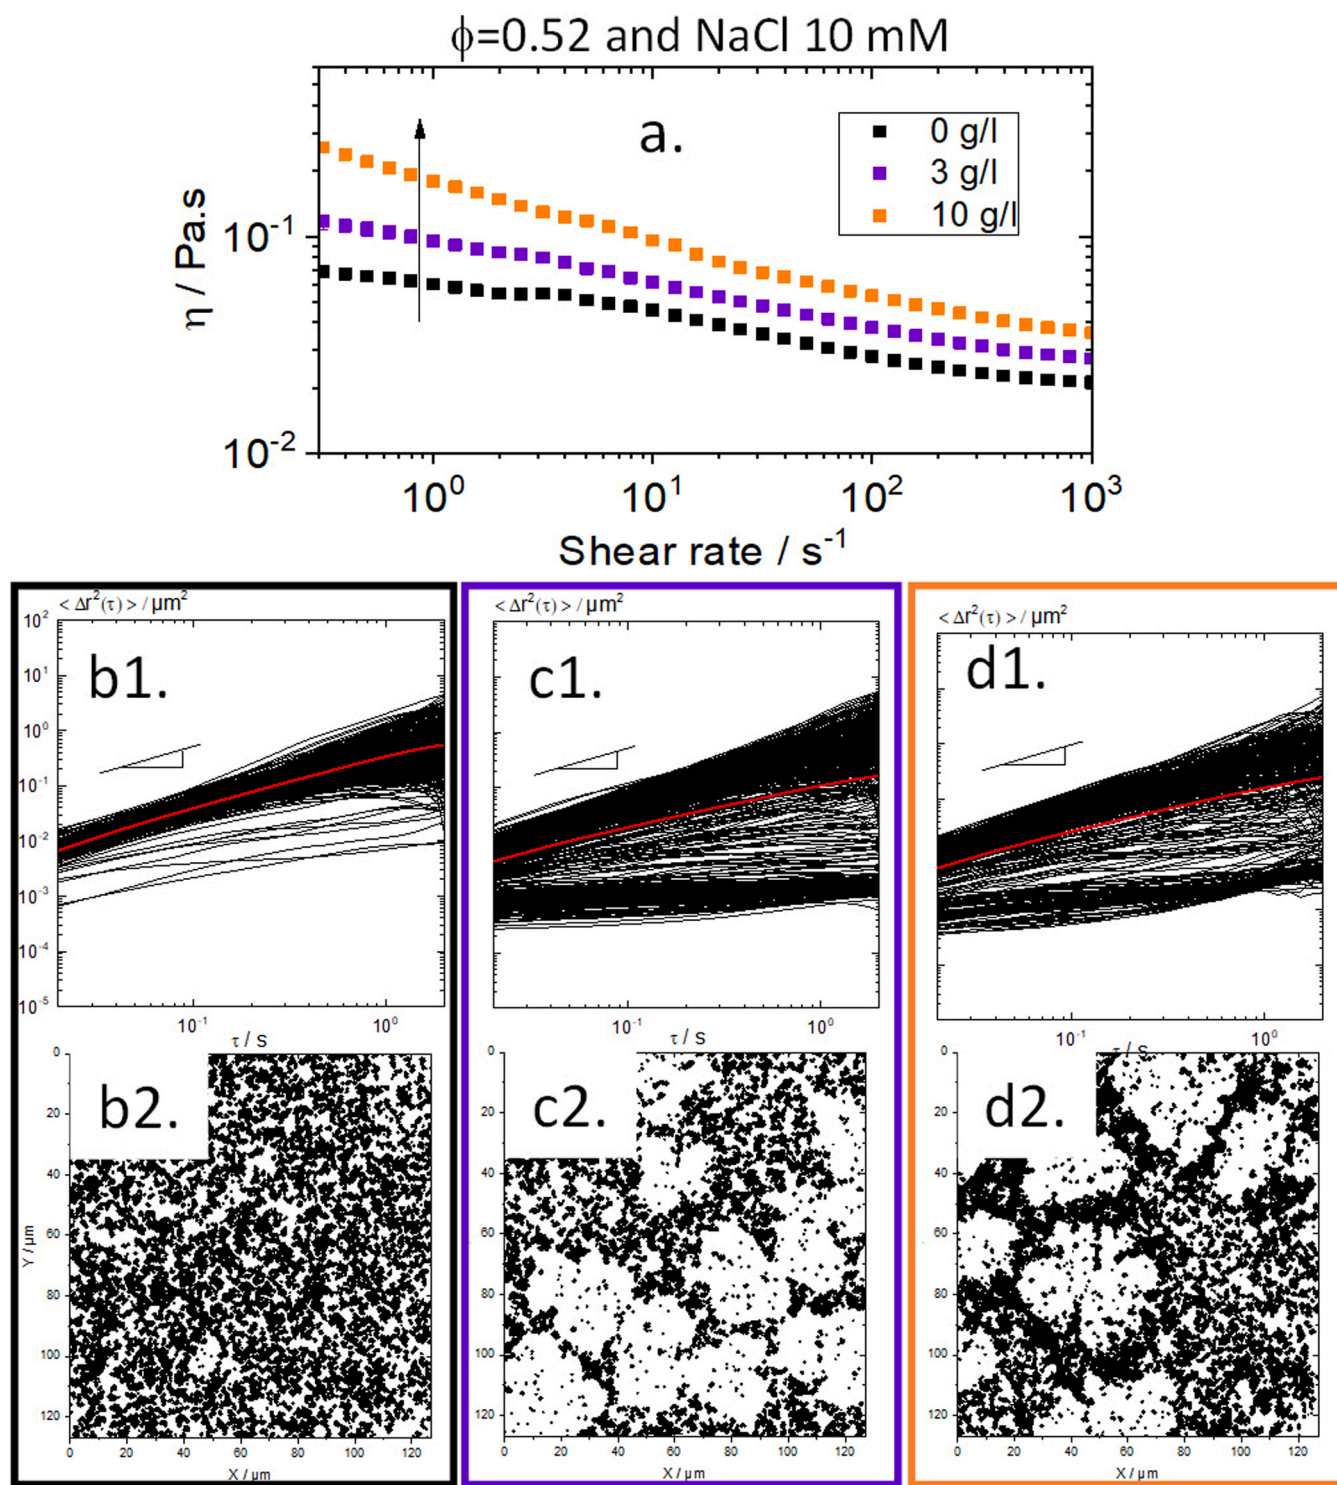 ϕ=0.52 and NaCl 10 mM
a.
0 g/l
3 g/l
10 g/l
η / Pa.s
10⁻¹
10⁻²
10⁰ 10¹ 10² 10³
Shear rate / s⁻¹
< Δr²(τ) > / µm²
b1.
10² 10¹ 10⁰ 10⁻¹ 10⁻² 10⁻³ 10⁻⁴ 10⁻⁵
10⁻¹ 10⁰
τ / s
b2.
0 20 40 60 80 100 120
Y / µm
0 20 40 60 80 100 120
X / µm
< Δr²(τ) > / µm²
c1.
10⁻¹ 10⁰
τ / s
c2.
0 20 40 60 80 100 120
0 20 40 60 80 100 120
X / µm
< Δr²(τ) > / µm²
d1.
10⁻¹ 10⁰
τ / s
d2.
0 20 40 60 80 100 120
0 20 40 60 80 100 120
X / µm